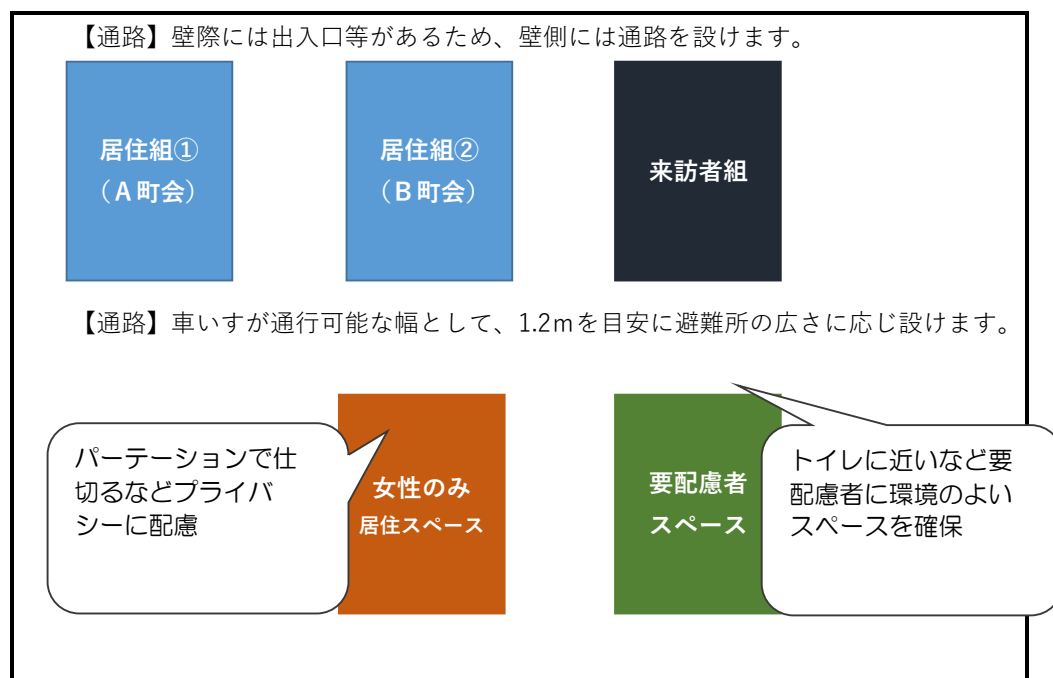 【通路】壁際には出入口等があるため、壁側には通路を設けます。
居住組①
（A町会）
居住組②
（B町会）
来訪者組
【通路】車いすが通行可能な幅として、1.2mを目安に避難所の広さに応じ設けます。
パーテーションで仕
切るなどプライバ
シーに配慮
女性のみ
居住スペース
要配慮者
スペース
トイレに近いなど要
配慮者に環境のよい
スペースを確保